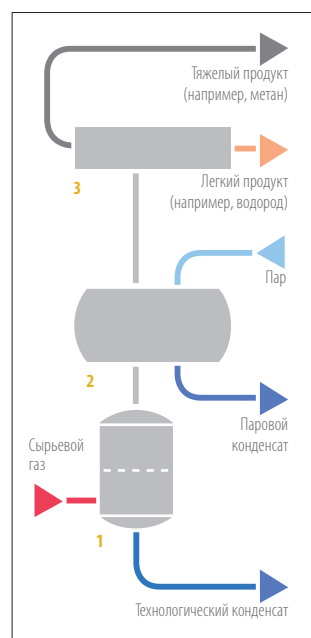 Тяжелый продукт
(например, метан)
3
Легкий продукт
(например, водород)
Пар
2
Паровой
конденсат
Сырьевой
газ
1
Технологический конденсат